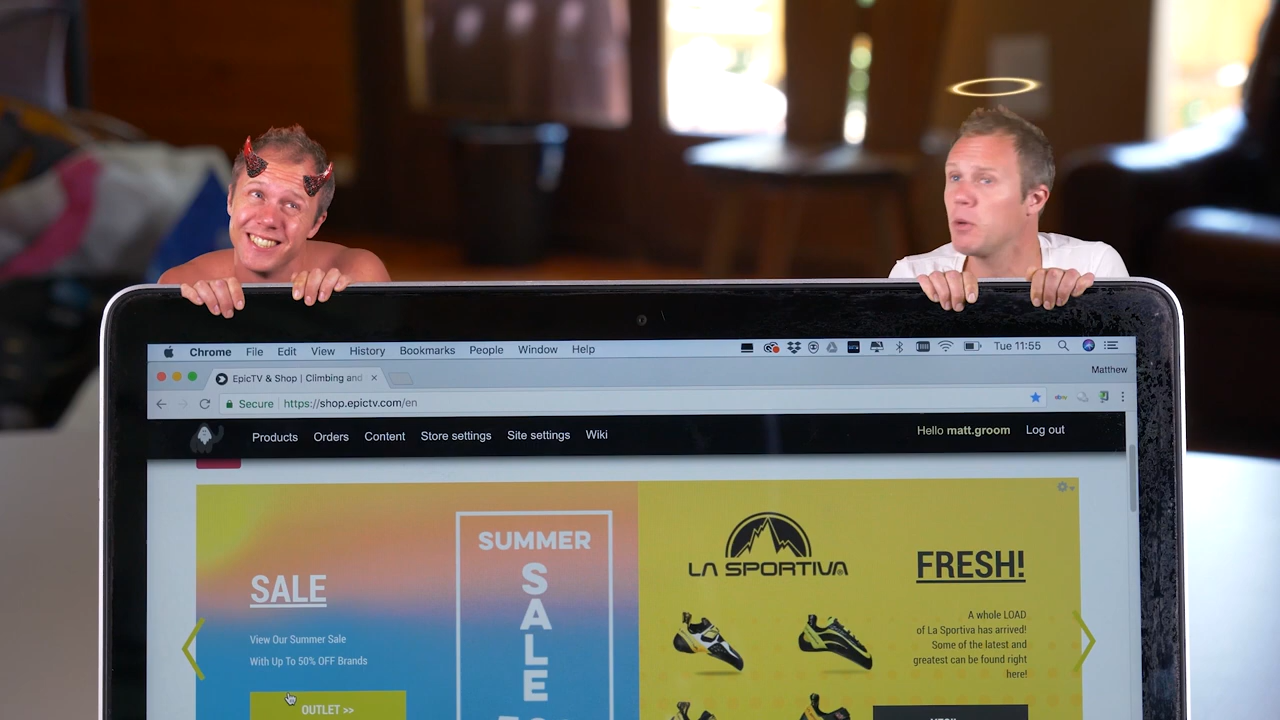 Chrome File Edit View History Bookmarks People Window Help Tue 11:55
EpicTV & Shop | Climbing and
Matthew
Secure https://shop.epictv.com/en
Products Orders Content Store settings Site settings Wiki Hello matt.groom Log out
SALE
View Our Summer Sale
With Up To 50% OFF Brands
OUTLET >>
SUMMER
S
A
L
E
LA SPORTIVA
FRESH!
A whole LOAD
of La Sportiva has arrived!
Some of the latest and
greatest can be found right
here!